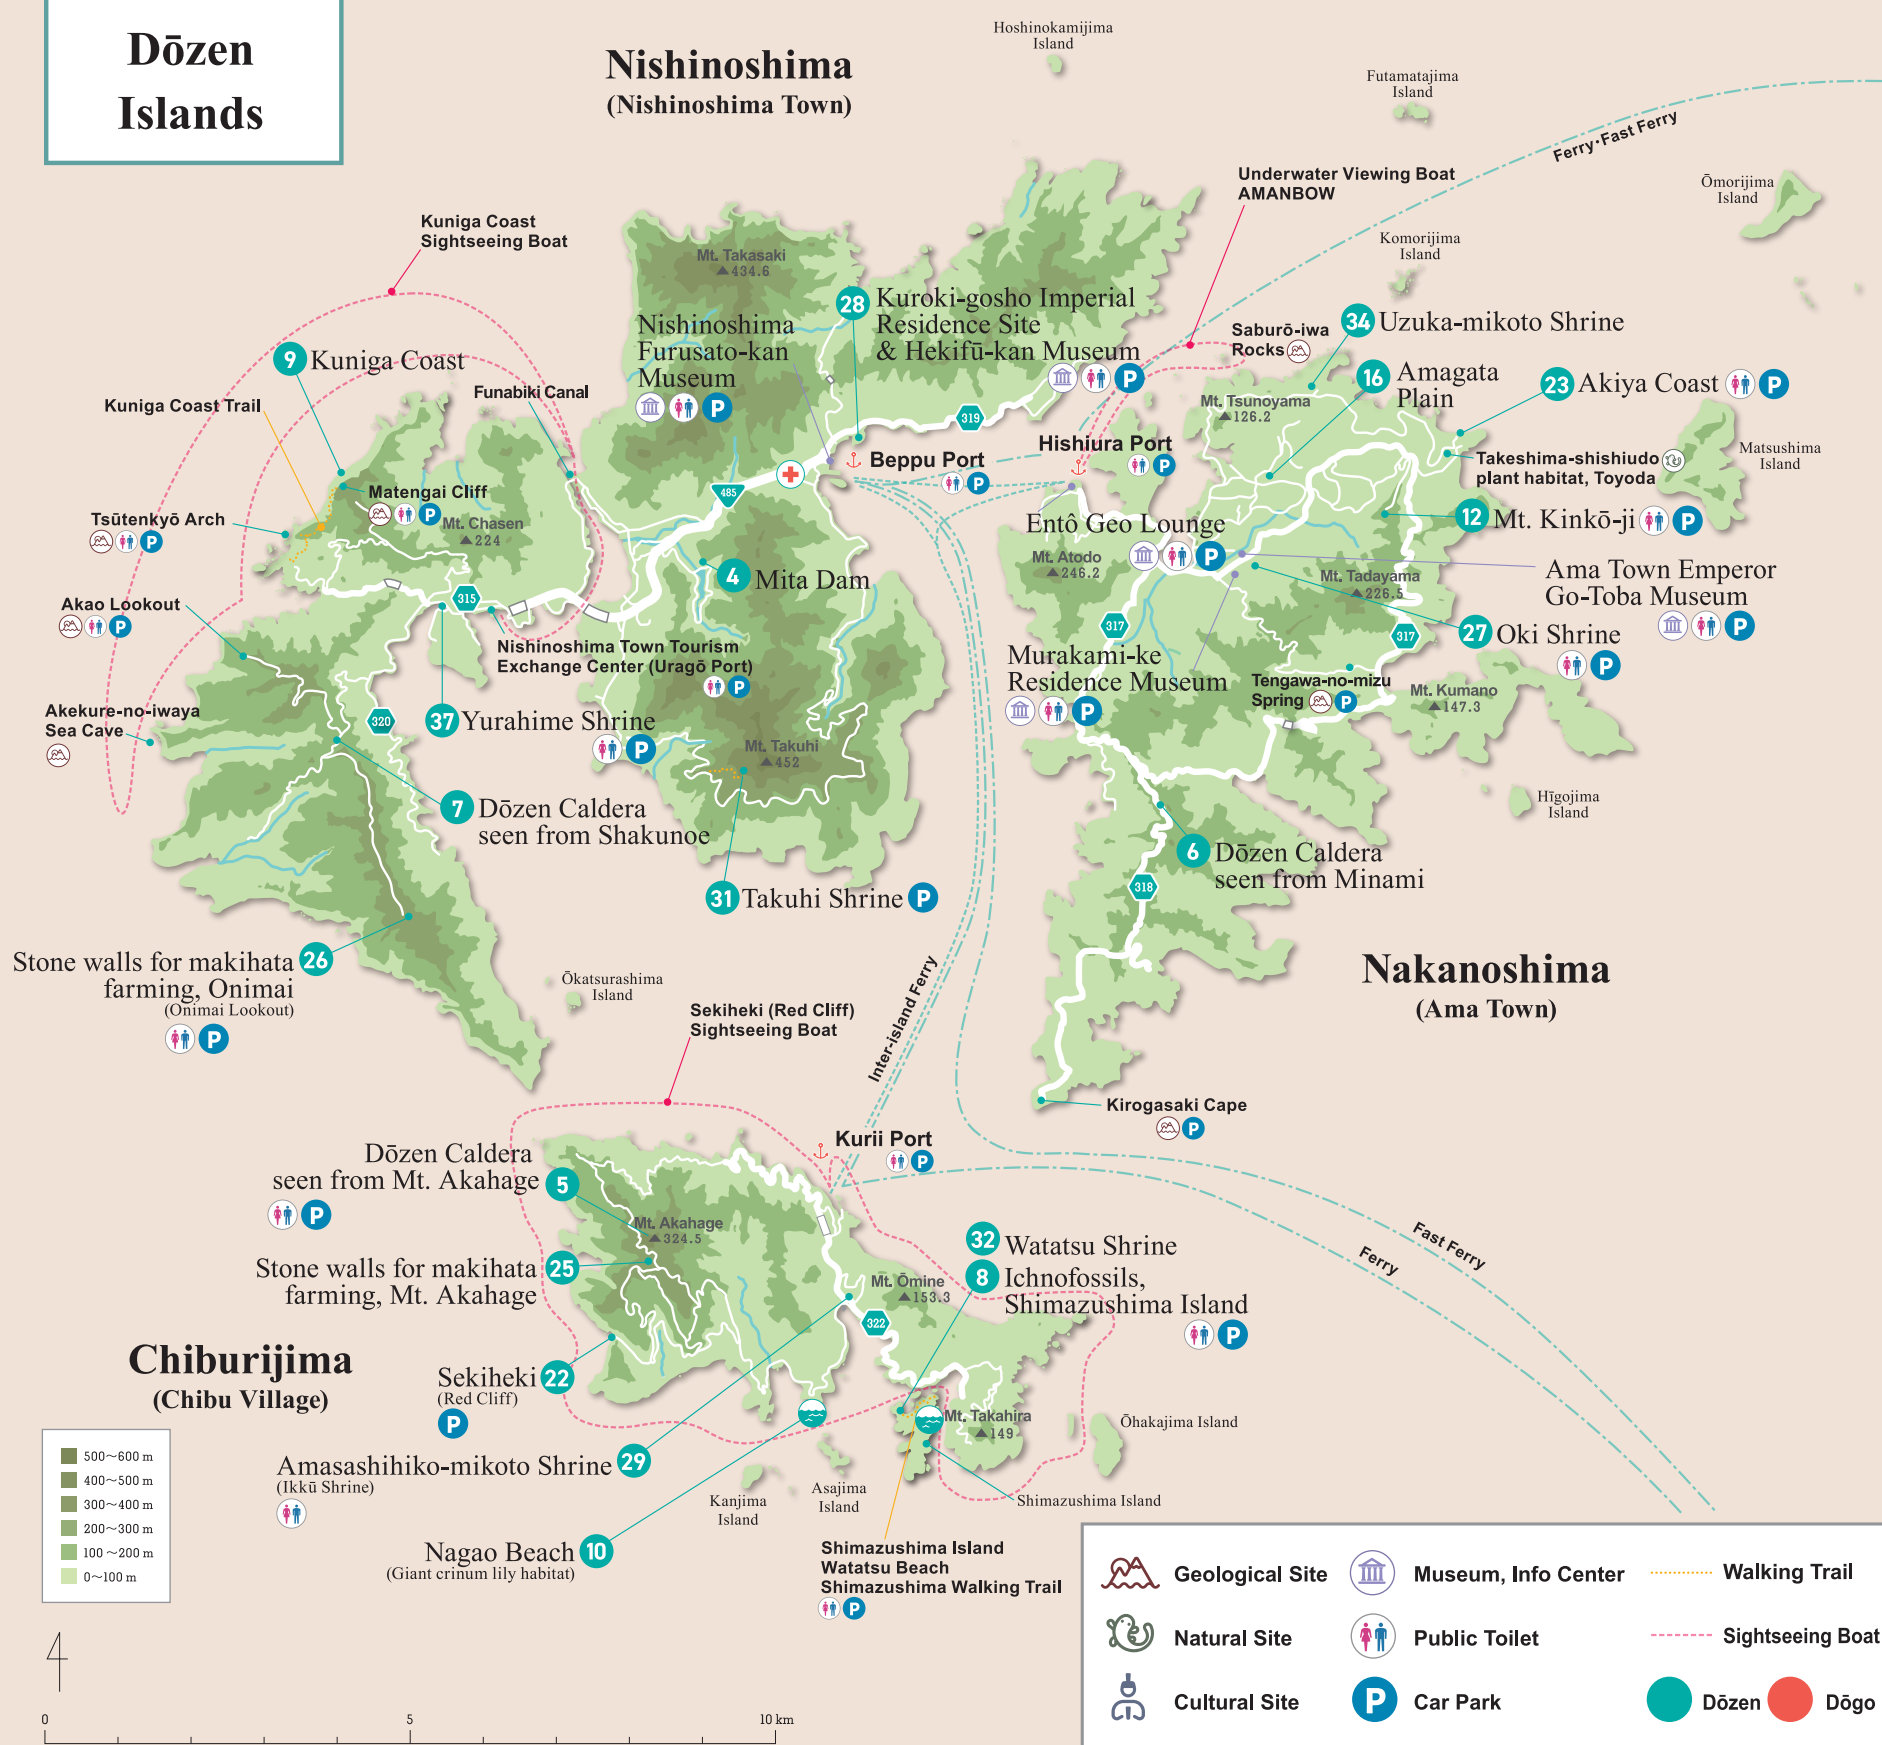 Dōzen
Islands
Nishinoshima
(Nishinoshima Town)
Hoshinokamijima
Island
Futamatajima
Island
Ferry・Fast Ferry
Ōmorijima
Island
Underwater Viewing Boat
AMANBOW
Komorijima
Island
Kuniga Coast
Sightseeing Boat
Mt. Takasaki
▲434.6
28 Kuroki-gosho Imperial
Residence Site
& Hekifū-kan Museum
P
Nishinoshima
Furusato-kan
Museum
P
Saburō-iwa
Rocks
34 Uzuka-mikoto Shrine
16 Amagata
Plain
23 Akiya Coast P
9 Kuniga Coast
Kuniga Coast Trail
Funabiki Canal
Mt. Tsunoyama
▲126.2
319
Hishiura Port
P
Beppu Port
P
Matsushima
Island
Takeshima-shishiudo
plant habitat, Toyoda
Matengai Cliff
P
485
Tsūtenkyō Arch
P
Mt. Chasen
▲224
12 Mt. Kinkō-ji P
Entô Geo Lounge
P
Mt. Atodo
▲246.2
4 Mita Dam
Mt. Tadayama
▲226.5
Ama Town Emperor
Go-Toba Museum
P
Akao Lookout
P
315
317
317
27 Oki Shrine
P
Nishinoshima Town Tourism
Exchange Center (Uragō Port)
P
Murakami-ke
Residence Museum
P
Tengawa-no-mizu
Spring P
Mt. Kumano
▲147.3
Akekure-no-iwaya
Sea Cave
320
37 Yurahime Shrine
P
Mt. Takuhi
▲452
Hīgojima
Island
7 Dōzen Caldera
seen from Shakunoe
6 Dōzen Caldera
seen from Minami
318
31 Takuhi Shrine P
Stone walls for makihata 26
farming, Onimai
(Onimai Lookout)
P
Ōkatsurashima
Island
Nakanoshima
(Ama Town)
Sekiheki (Red Cliff)
Sightseeing Boat
Inter-island Ferry
Kirogasaki Cape
P
Kurii Port
P
Dōzen Caldera
seen from Mt. Akahage 5
P
Mt. Akahage
▲324.5
Fast Ferry
Ferry
32 Watatsu Shrine
8 Ichnofossils,
Shimazushima Island
P
Stone walls for makihata 25
farming, Mt. Akahage
Mt. Ōmine
▲153.3
322
Chiburijima
(Chibu Village)
Sekiheki 22
(Red Cliff)
P
Mt. Takahira
▲149
Ōhakajima Island
Amasashihiko-mikoto Shrine 29
(Ikkū Shrine)
Kanjima
Island
Asajima
Island
Shimazushima Island
Nagao Beach 10
(Giant crinum lily habitat)
Shimazushima Island
Watatsu Beach
Shimazushima Walking Trail
P
500～600 m
400～500 m
300～400 m
200～300 m
100～200 m
0～100 m
0 5 10 km
Geological Site
Museum, Info Center
Walking Trail
Natural Site
Public Toilet
Sightseeing Boat
Cultural Site
P Car Park
Dōzen
Dōgo